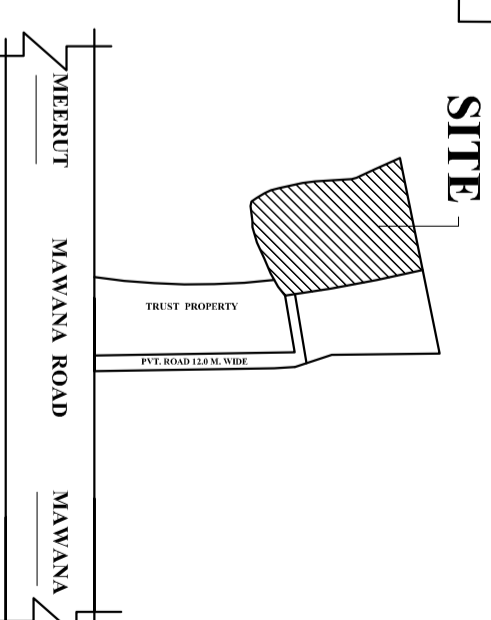 SITE
TRUST PROPERTY
PVT. ROAD 12.0 M. WIDE
MEERUT
MAWANA ROAD
MAWANA